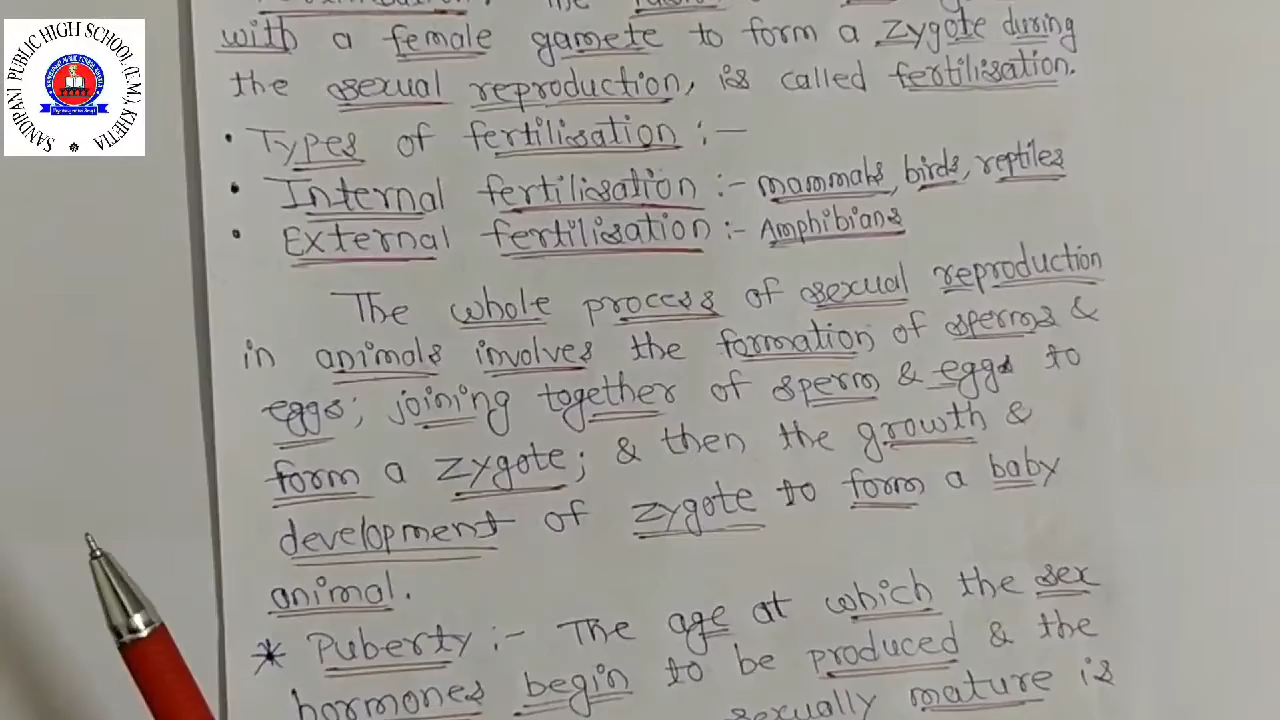 SANDIPANI PUBLIC HIGH SCHOOL (E.M), KHETIA
with a female gamete to form a zygote during
the sexual reproduction, is called fertilisation.
• Types of fertilisation :-
• Internal fertilisation :- mammals, birds, reptiles
• External fertilisation :- Amphibians
The whole process of sexual reproduction
in animals involves the formation of sperms &
eggs; joining together of sperm & eggs to
form a zygote; & then the growth &
development of zygote to form a baby
animal.
* Puberty :- The age at which the sex
hormones begin to be produced & the
sexually mature is